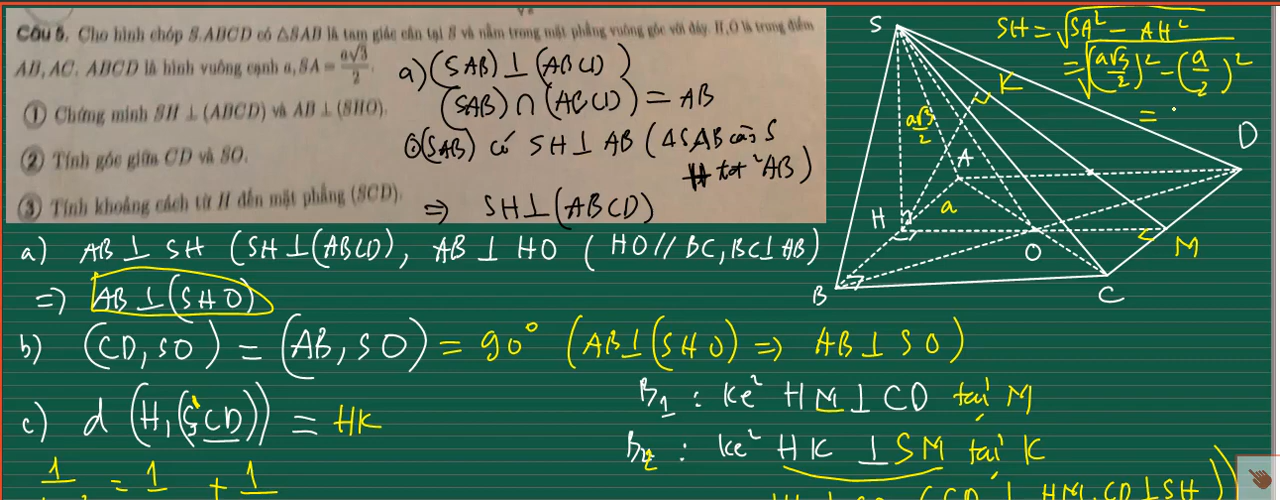 Câu 5. Cho hình chóp S.ABCD có △SAB là tam giác cân tại S và nằm trong mặt phẳng vuông góc với đáy. H,O là trung điểm
AB, AC. ABCD là hình vuông cạnh a, SA = a√3/2.
① Chứng minh SH ⊥ (ABCD) và AB ⊥ (SHO).
② Tính góc giữa CD và SO.
③ Tính khoảng cách từ H đến mặt phẳng (SCD).
a) (SAB) ⊥ (ABCD)
(SAB) ∩ (ABCD) = AB
(SAB) có SH ⊥ AB (ΔSAB cân S
H tđ AB)
⇒ SH ⊥ (ABCD)
a) AB ⊥ SH (SH ⊥ (ABCD), AB ⊥ HO (HO // BC, BC ⊥ AB)
⇒ AB ⊥ (SHO)
b) (CD, SO) = (AB, SO) = 90° (AB ⊥ (SHO) ⇒ AB ⊥ SO)
c) d (H, (SCD)) = HK
1 = 1 + 1
B1 : kẻ HM ⊥ CD tại M
B2 : kẻ HK ⊥ SM tại K
SH = √SA² − AH²
= √(a√3/2)² − (a/2)²
=
S
K
a√3/2
A
D
H
a
O
M
B
C